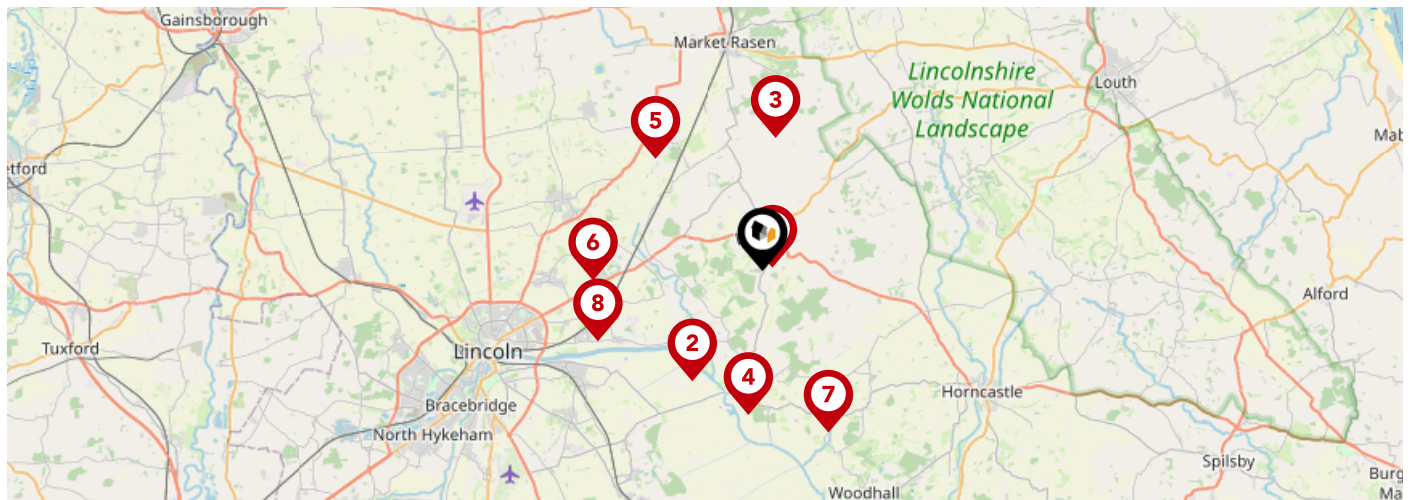 Gainsborough
Market Rasen
Lincolnshire
Wolds National
Landscape
Louth
3
5
Mab
etford
6
8
Alford
Tuxford
Lincoln
2
4
7
Horncastle
Bracebridge
North Hykeham
Spilsby
Burg
Ma
Woodhall